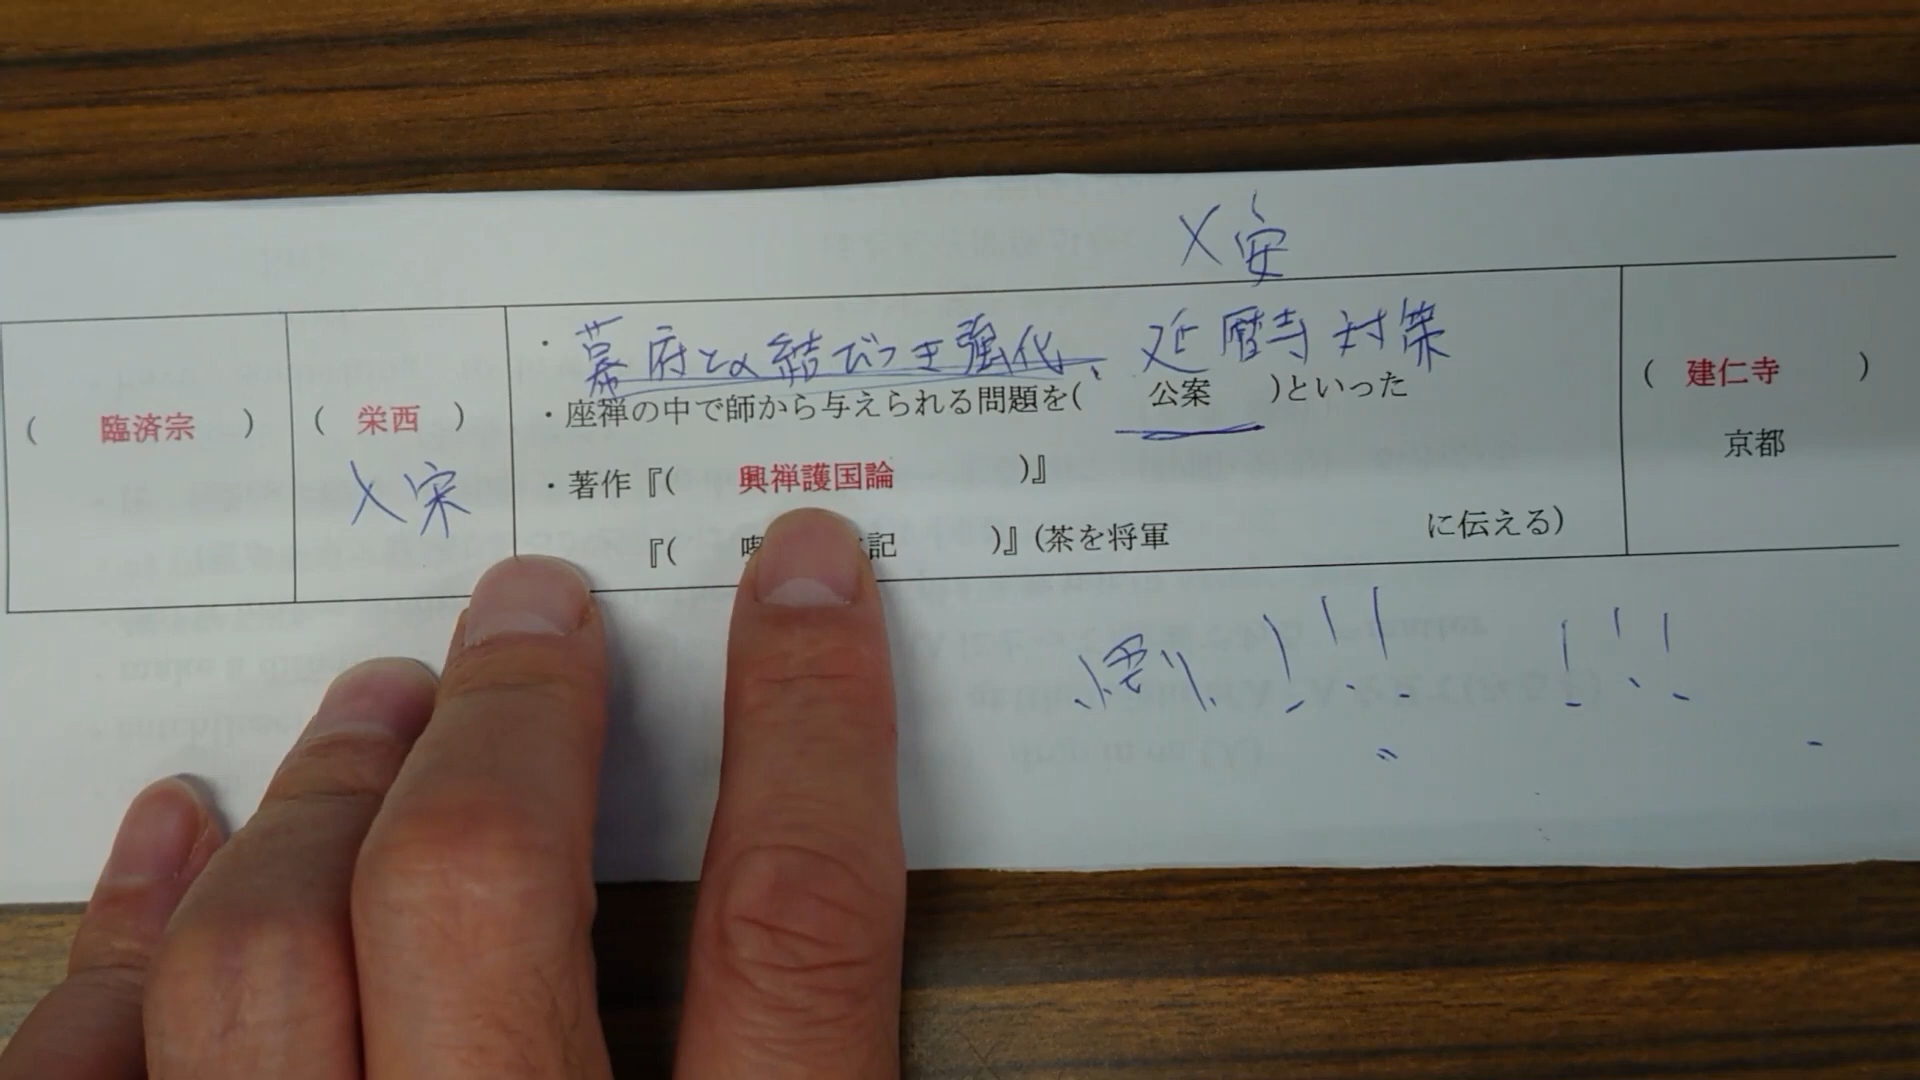 ×安
・幕府との結びつき強化、延暦寺対策
( 臨済宗 )
( 栄西 )
入宋
・座禅の中で師から与えられる問題を( 公案 )といった
・著作『( 興禅護国論 )』
『( 喫 記 )』(茶を将軍 に伝える)
( 建仁寺 )
京都